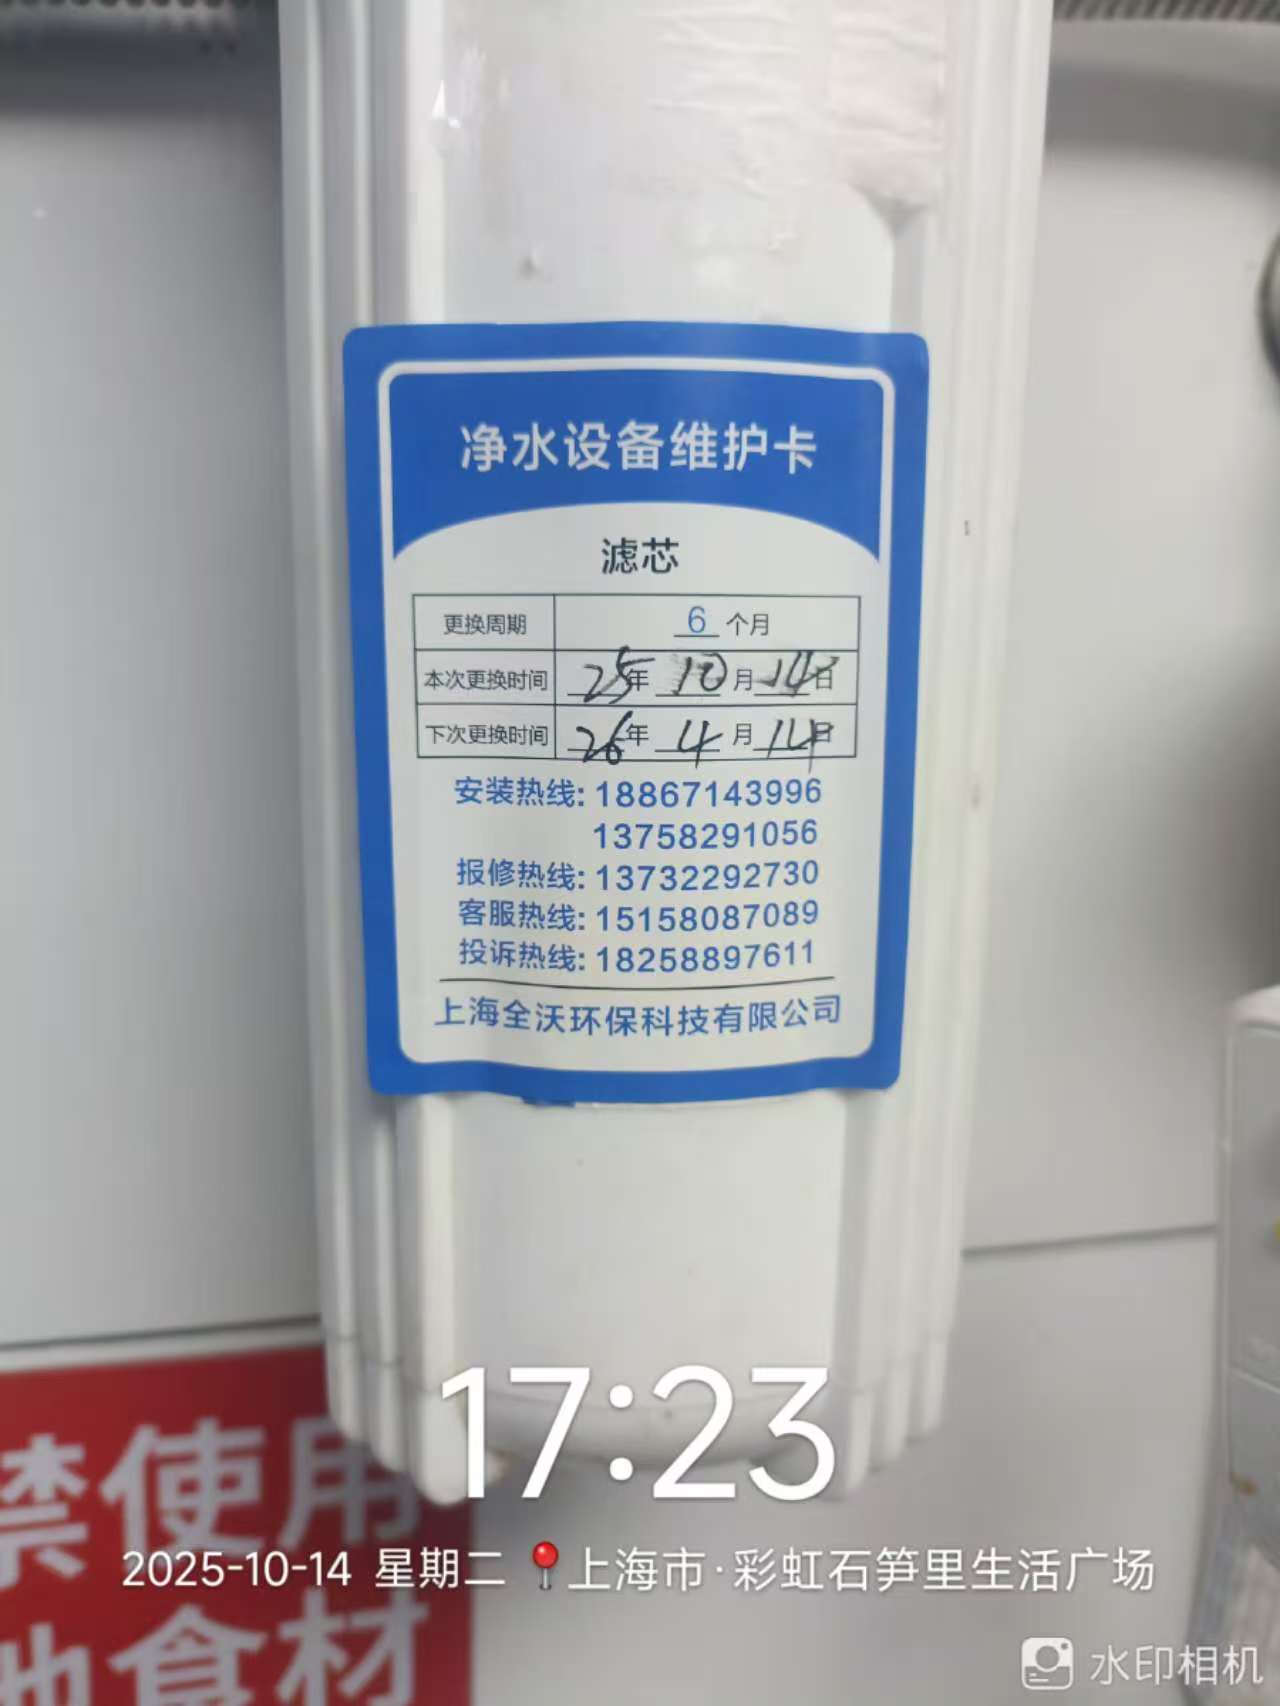 净水设备维护卡
滤芯
更换周期 6 个月
本次更换时间 25年 10月 14日
下次更换时间 26年 4月 14日
安装热线: 18867143996
13758291056
报修热线: 13732292730
客服热线: 15158087089
投诉热线: 18258897611
上海全沃环保科技有限公司
禁使用
食材
17:23
2025-10-14 星期二 上海市·彩虹石笋里生活广场
水印相机